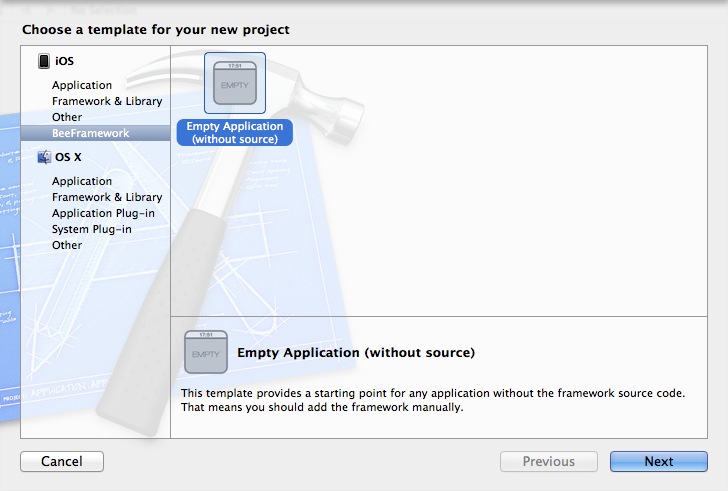 No Selection
Choose a template for your new project
iOS
Application
Framework & Library
Other
BeeFramework
OS X
Application
Framework & Library
Application Plug-in
System Plug-in
Other
17:51
EMPTY
Empty Application
(without source)
17:51
EMPTY
Empty Application (without source)
This template provides a starting point for any application without the framework source code.
That means you should add the framework manually.
Cancel
Previous
Next